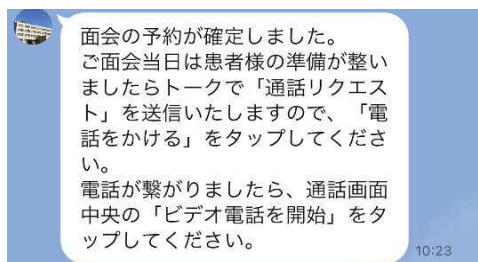 面会の予約が確定しました。
ご面会当日は患者様の準備が整い
ましたらトークで「通話リクエス
ト」を送信いたしますので、「電
話をかける」をタップしてくださ
い。
電話が繋がりましたら、通話画面
中央の「ビデオ電話を開始」をタ
ップしてください。
10:23